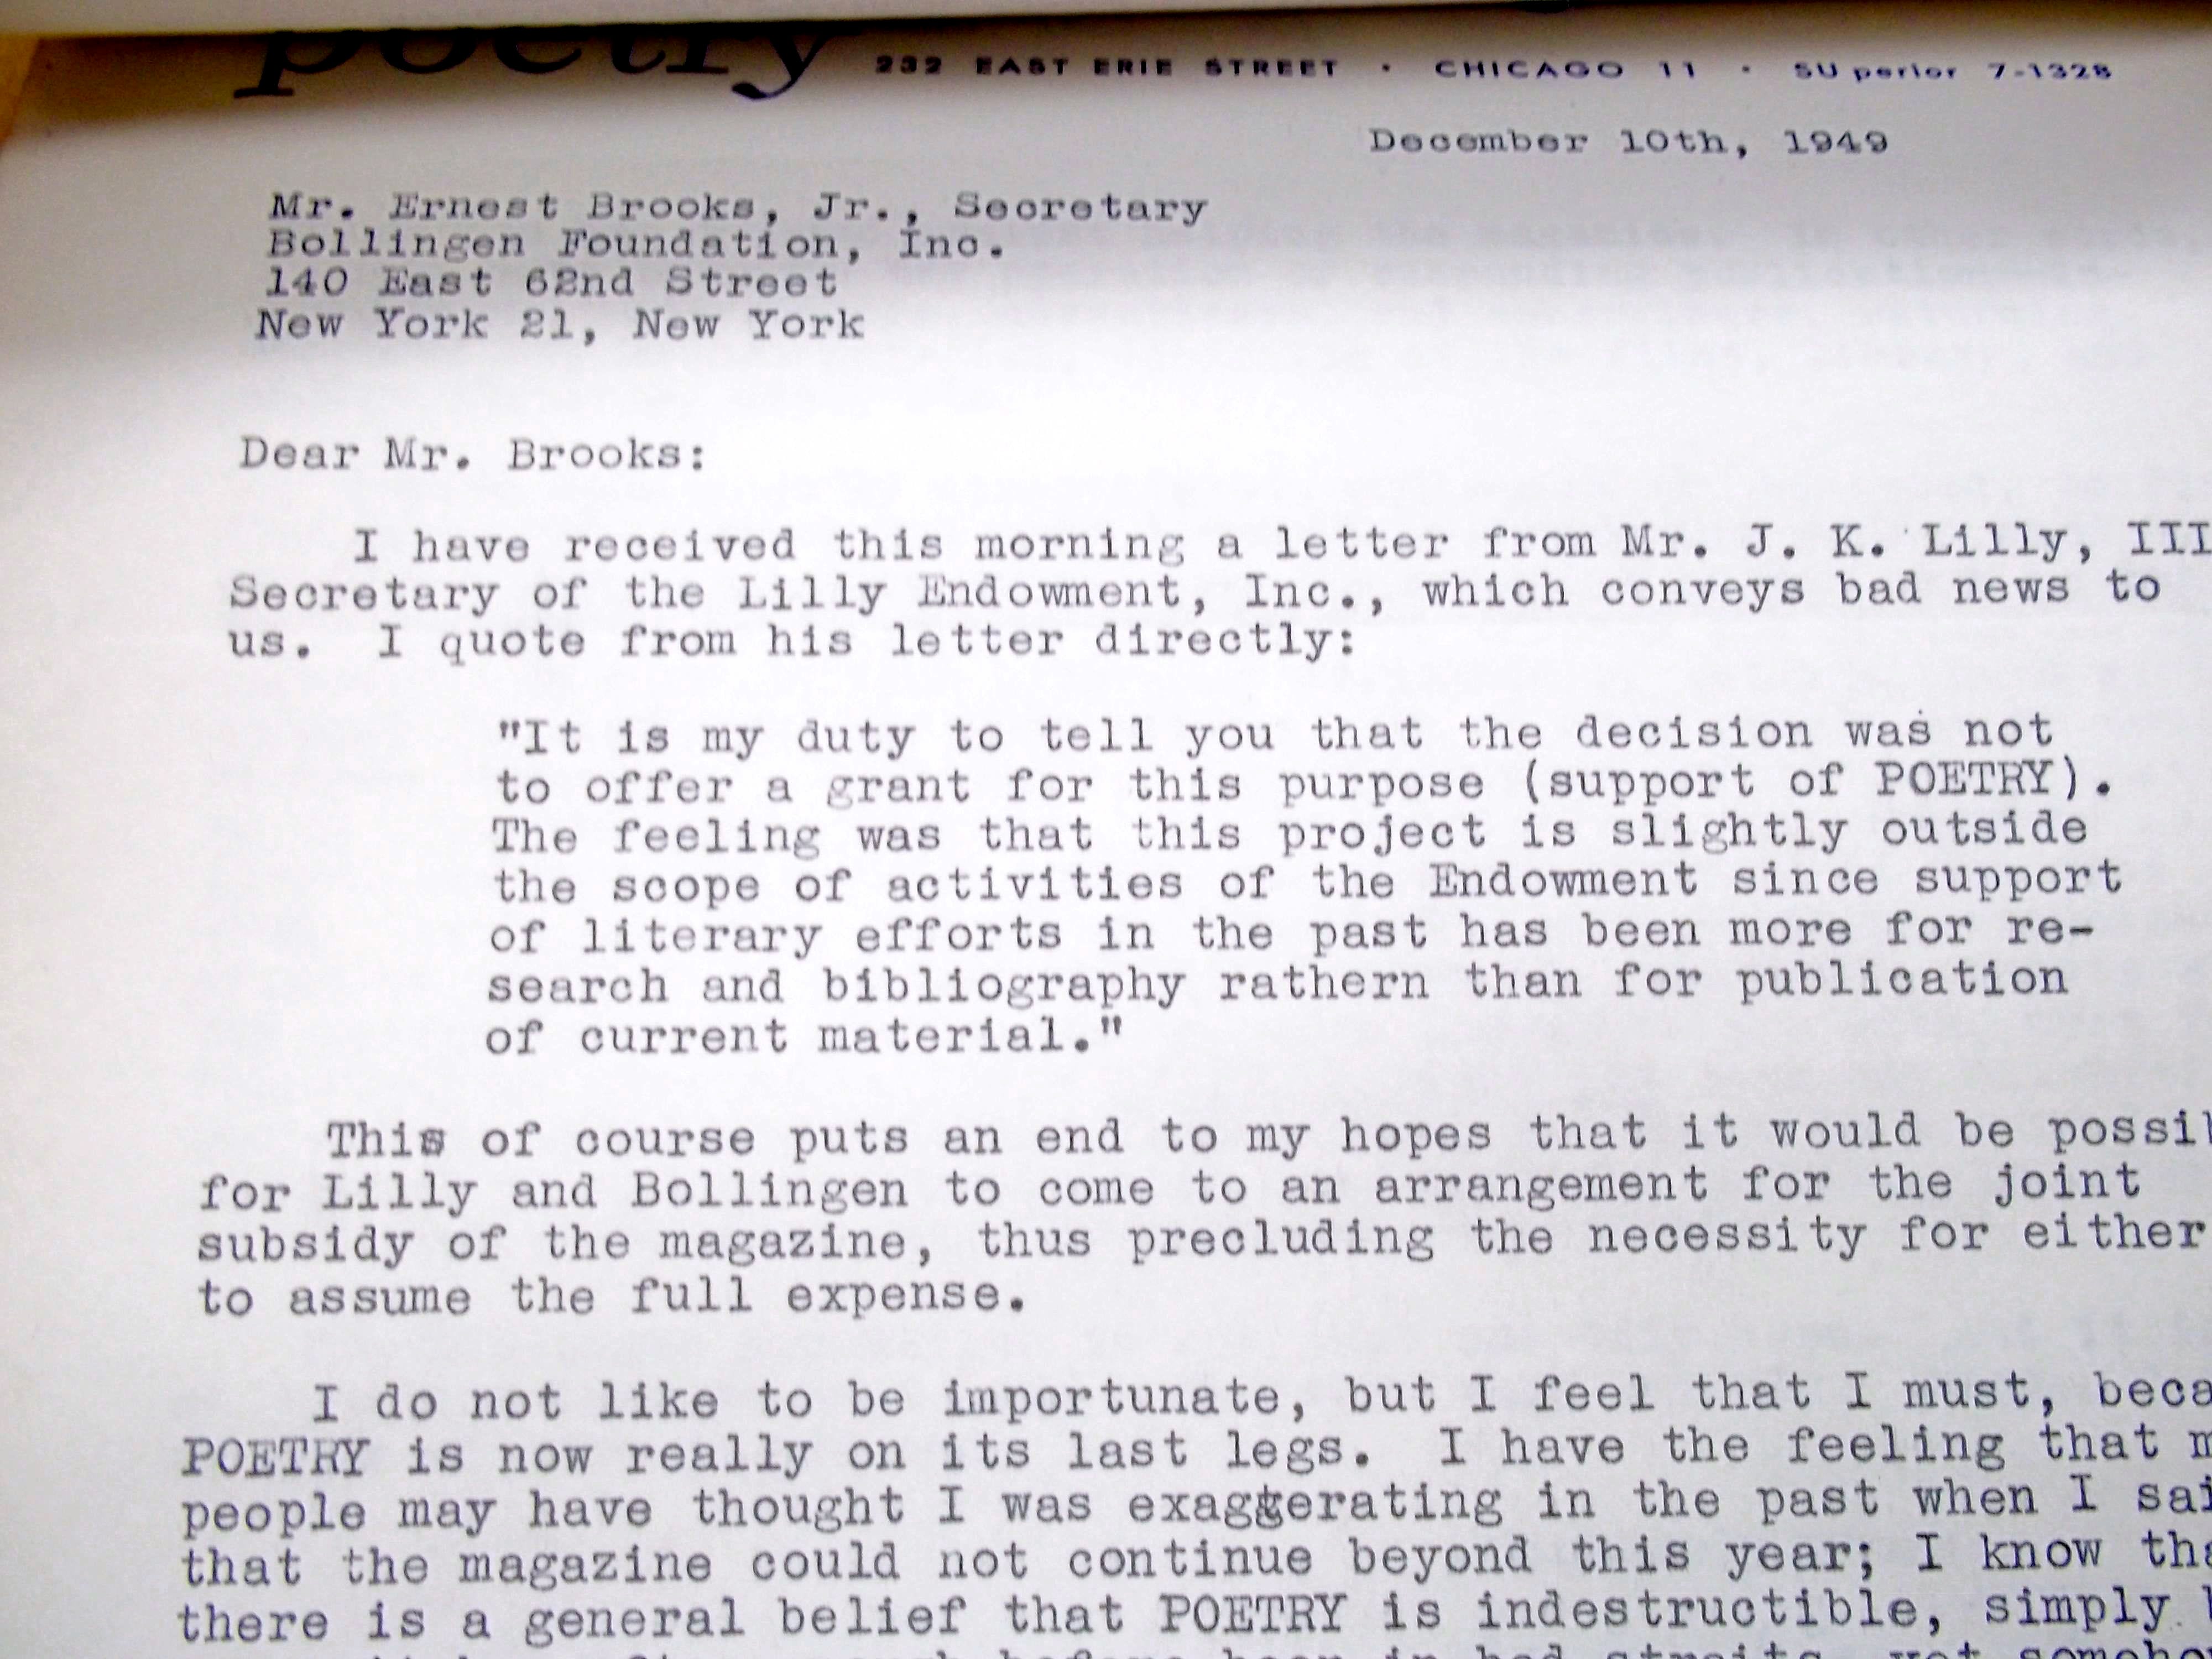 poetry 232 EAST ERIE STREET · CHICAGO 11 · SUperior 7-1328
December 10th, 1949
Mr. Ernest Brooks, Jr., Secretary
Bollingen Foundation, Inc.
140 East 62nd Street
New York 21, New York
Dear Mr. Brooks:
I have received this morning a letter from Mr. J. K. Lilly, III
Secretary of the Lilly Endowment, Inc., which conveys bad news to
us. I quote from his letter directly:
"It is my duty to tell you that the decision was not
to offer a grant for this purpose (support of POETRY).
The feeling was that this project is slightly outside
the scope of activities of the Endowment since support
of literary efforts in the past has been more for re-
search and bibliography rathern than for publication
of current material."
This of course puts an end to my hopes that it would be
for Lilly and Bollingen to come to an arrangement for the joint
subsidy of the magazine, thus precluding the necessity for either
to assume the full expense.
I do not like to be importunate, but I feel that I must,
POETRY is now really on its last legs. I have the feeling that
people may have thought I was exaggerating in the past when I
that the magazine could not continue beyond this year; I know
there is a general belief that POETRY is indestructible, simply